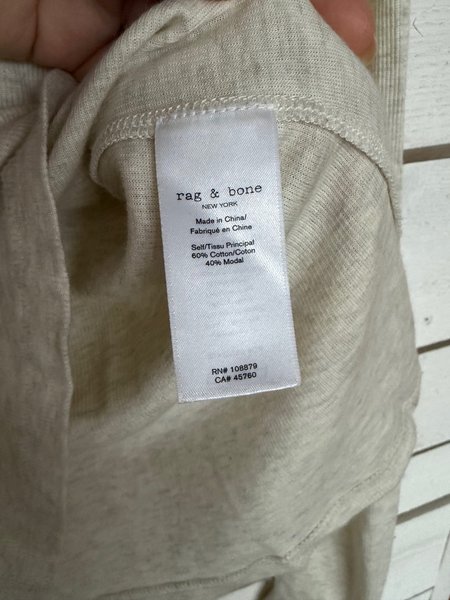 rag & bone
NEW YORK
Made in China/
Fabriqué en Chine
Self/Tissu Principal
60% Cotton/Coton
40% Modal
RN# 108879
CA# 45760